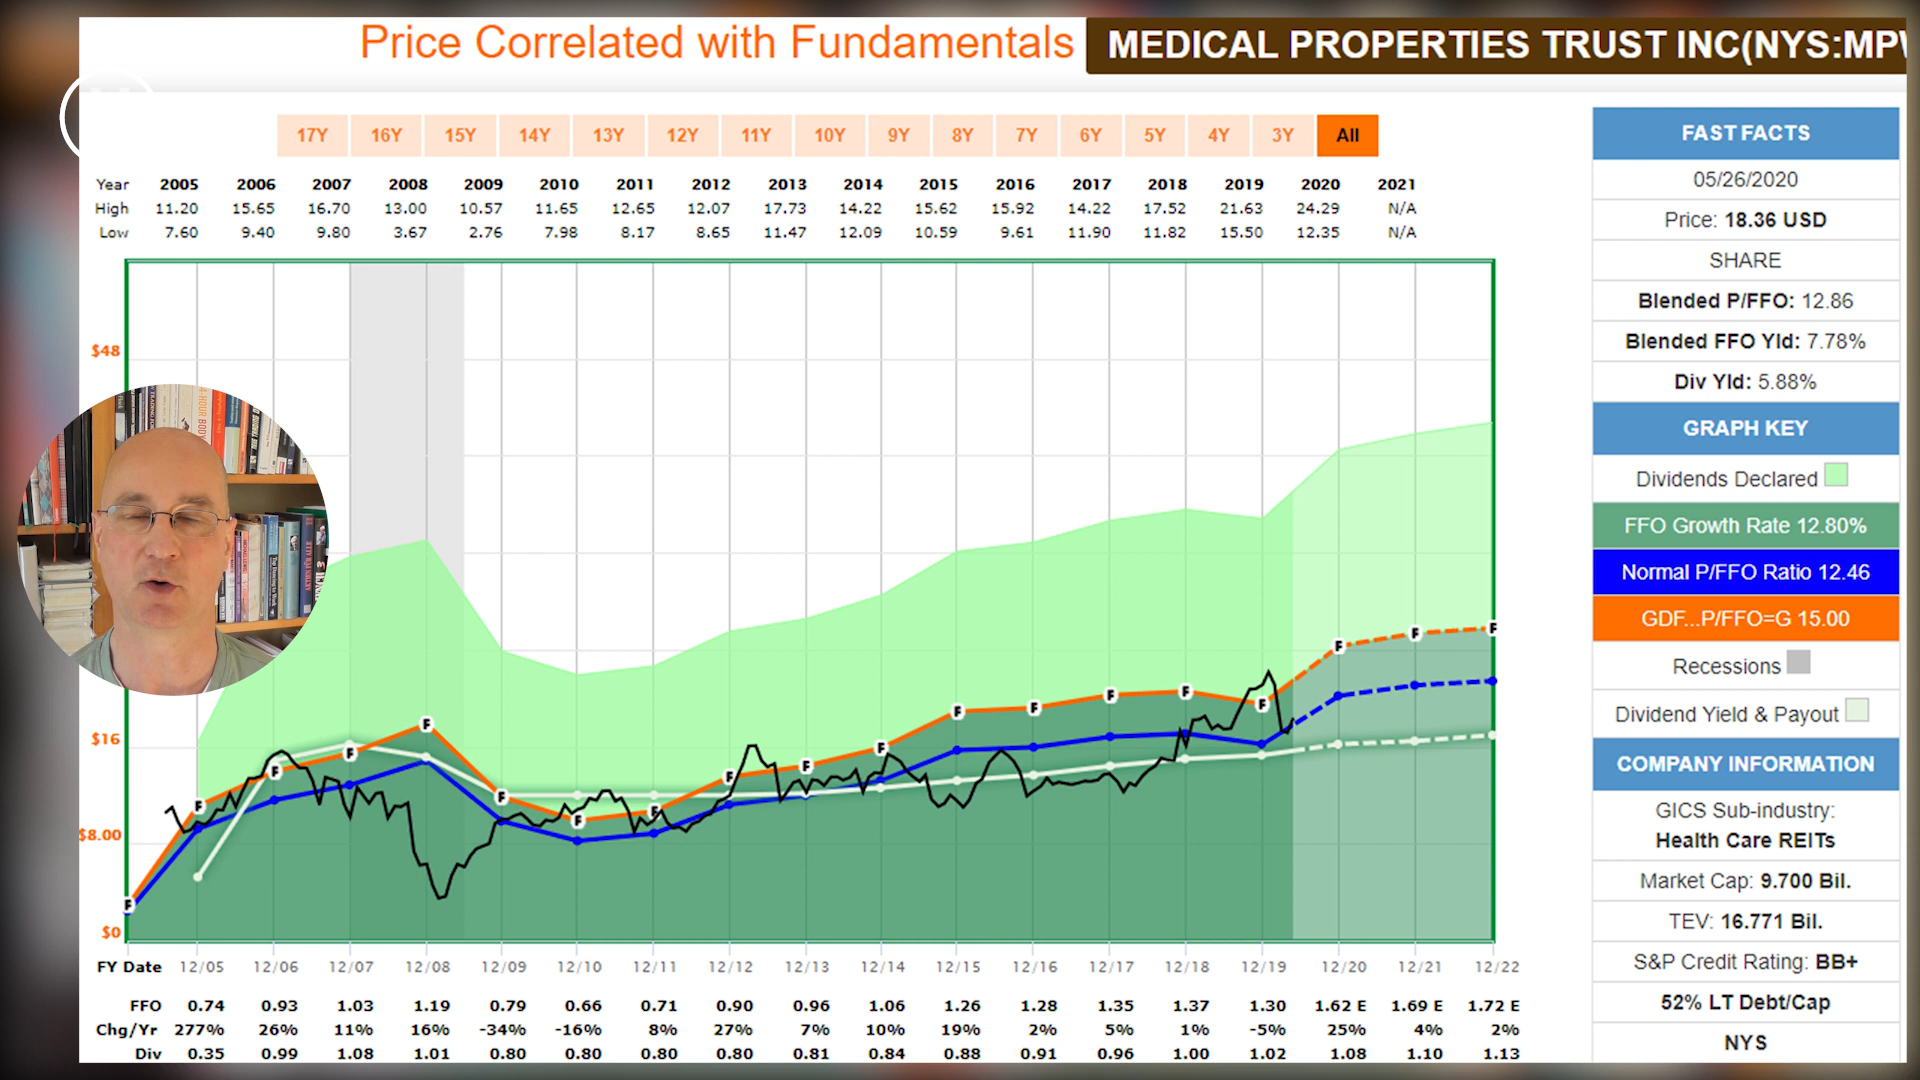 Price Correlated with Fundamentals MEDICAL PROPERTIES TRUST INC(NYS:MPW
17Y 16Y 15Y 14Y 13Y 12Y 11Y 10Y 9Y 8Y 7Y 6Y 5Y 4Y 3Y All
Year 2005 2006 2007 2008 2009 2010 2011 2012 2013 2014 2015 2016 2017 2018 2019 2020 2021
High 11.20 15.65 16.70 13.00 10.57 11.65 12.65 12.07 17.73 14.22 15.62 15.92 14.22 17.52 21.63 24.29 N/A
Low 7.60 9.40 9.80 3.67 2.76 7.98 8.17 8.65 11.47 12.09 10.59 9.61 11.90 11.82 15.50 12.35 N/A
$48
$16
$8.00
$0
FY Date 12/05 12/06 12/07 12/08 12/09 12/10 12/11 12/12 12/13 12/14 12/15 12/16 12/17 12/18 12/19 12/20 12/21 12/22
FFO 0.74 0.93 1.03 1.19 0.79 0.66 0.71 0.90 0.96 1.06 1.26 1.28 1.35 1.37 1.30 1.62 E 1.69 E 1.72 E
Chg/Yr 277% 26% 11% 16% -34% -16% 8% 27% 7% 10% 19% 2% 5% 1% -5% 25% 4% 2%
Div 0.35 0.99 1.08 1.01 0.80 0.80 0.80 0.80 0.81 0.84 0.88 0.91 0.96 1.00 1.02 1.08 1.10 1.13
FAST FACTS
05/26/2020
Price: 18.36 USD
SHARE
Blended P/FFO: 12.86
Blended FFO Yld: 7.78%
Div Yld: 5.88%
GRAPH KEY
Dividends Declared
FFO Growth Rate 12.80%
Normal P/FFO Ratio 12.46
GDF...P/FFO=G 15.00
Recessions
Dividend Yield & Payout
COMPANY INFORMATION
GICS Sub-industry:
Health Care REITs
Market Cap: 9.700 Bil.
TEV: 16.771 Bil.
S&P Credit Rating: BB+
52% LT Debt/Cap
NYS